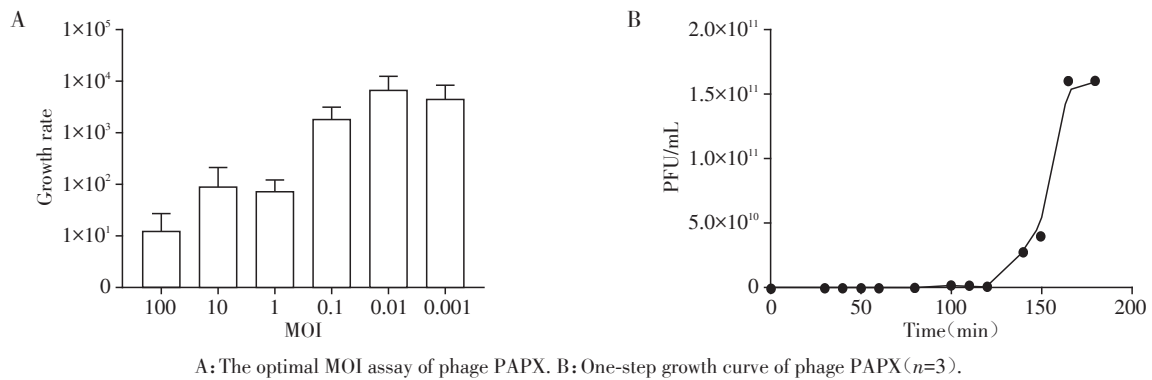 A
1×10⁵
1×10⁴
1×10³
1×10²
1×10¹
0
Growth rate
100 10 1 0.1 0.01 0.001
MOI
B
2.0×10¹¹
1.5×10¹¹
1.0×10¹¹
5.0×10¹⁰
0
PFU/mL
0 50 100 150 200
Time(min)
A:The optimal MOI assay of phage PAPX. B:One-step growth curve of phage PAPX(n=3).